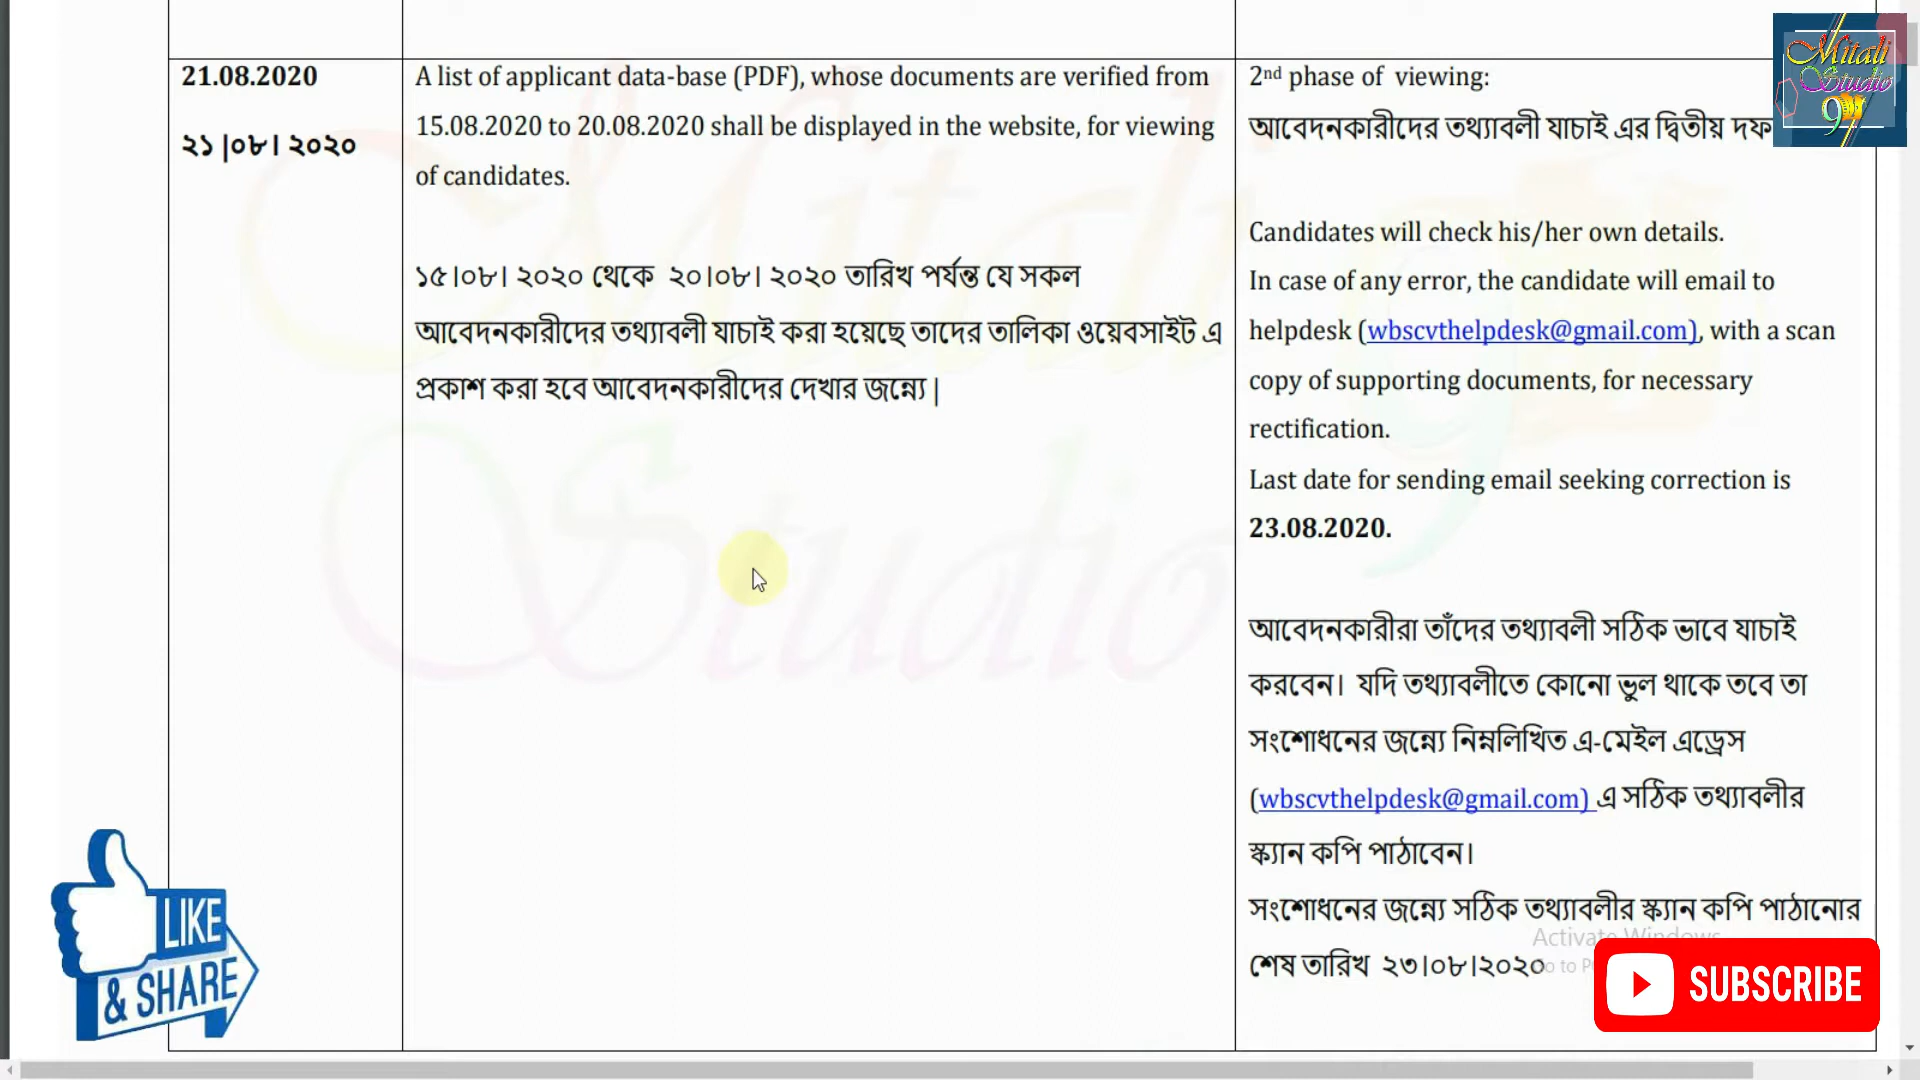 21.08.2020
২১|০৮। ২০২০
A list of applicant data-base (PDF), whose documents are verified from
15.08.2020 to 20.08.2020 shall be displayed in the website, for viewing
of candidates.
১৫।০৮। ২০২০ থেকে ২০।০৮। ২০২০ তারিখ পর্যন্ত যে সকল
আবেদনকারীদের তথ্যাবলী যাচাই করা হয়েছে তাদের তালিকা ওয়েবসাইট এ
প্রকাশ করা হবে আবেদনকারীদের দেখার জন্যে|
2nd phase of viewing:
আবেদনকারীদের তথ্যাবলী যাচাই এর দ্বিতীয় দফ
Candidates will check his/her own details.
In case of any error, the candidate will email to
helpdesk (wbscvthelpdesk@gmail.com), with a scan
copy of supporting documents, for necessary
rectification.
Last date for sending email seeking correction is
23.08.2020.
আবেদনকারীরা তাঁদের তথ্যাবলী সঠিক ভাবে যাচাই
করবেন। যদি তথ্যাবলীতে কোনো ভুল থাকে তবে তা
সংশোধনের জন্যে নিম্নলিখিত এ-মেইল এড্রেস
(wbscvthelpdesk@gmail.com) এ সঠিক তথ্যাবলীর
স্ক্যান কপি পাঠাবেন।
সংশোধনের জন্যে সঠিক তথ্যাবলীর স্ক্যান কপি পাঠানোর
শেষ তারিখ ২৩।০৮।২০২০
Mitali
Studio
9
Mitali
Studio 9
LIKE
& SHARE
Activate Windows
Go to
SUBSCRIBE